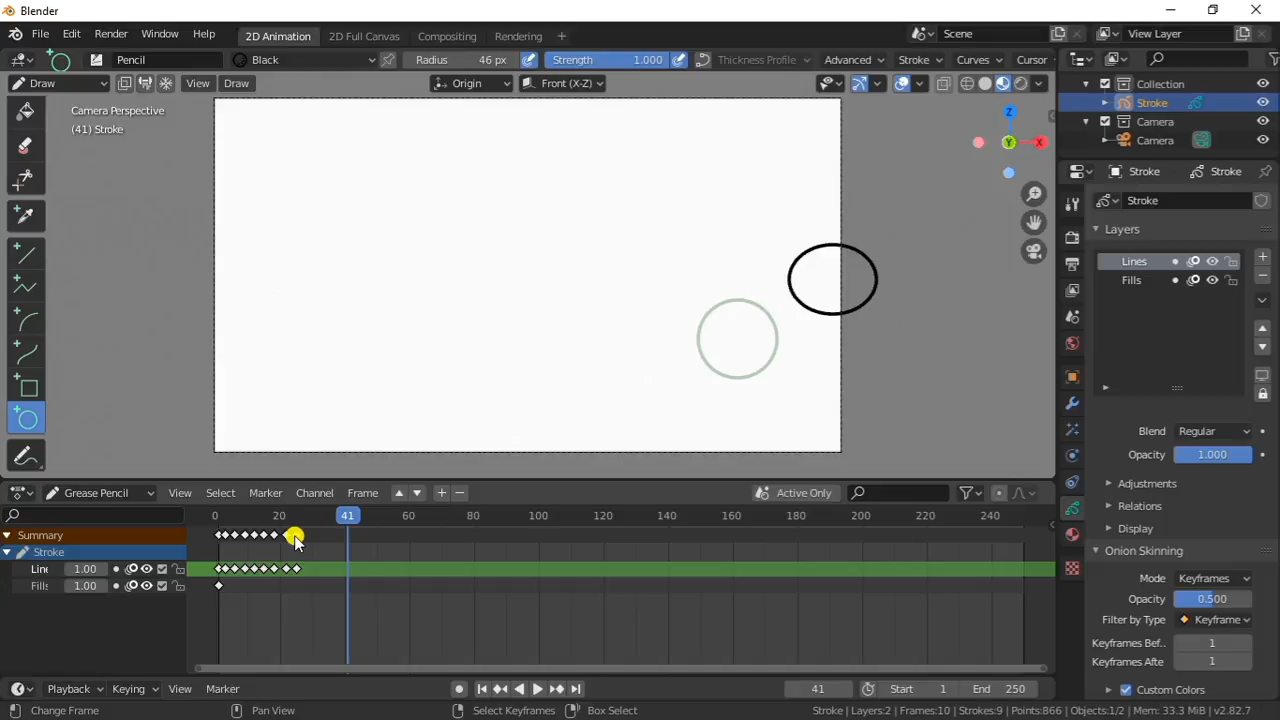 Blender
File Edit Render Window Help 2D Animation 2D Full Canvas Compositing Rendering + Scene View Layer
Pencil Black Radius 46 px Strength 1.000 Thickness Profile Advanced Stroke Curves Cursor
Draw View Draw Origin Front (X-Z) Collection
Camera Perspective
(41) Stroke
Z
Y
X
Stroke
Camera
Camera
Stroke Stroke
Stroke
Layers
Lines
Fills
Blend Regular
Opacity 1.000
Adjustments
Relations
Display
Onion Skinning
Mode Keyframes
Opacity 0.500
Filter by Type Keyframe
Keyframes Bef.. 1
Keyframes Afte 1
Custom Colors
Grease Pencil View Select Marker Channel Frame Active Only
0 20 41 60 80 100 120 140 160 180 200 220 240
Summary
Stroke
Line 1.00
Fills 1.00
Playback Keying View Marker 41 Start 1 End 250
Change Frame Pan View Select Keyframes Box Select Stroke | Layers:2 | Frames:10 | Strokes:9 | Points:866 | Objects:1/2 | Mem: 33.3 MiB | v2.82.7